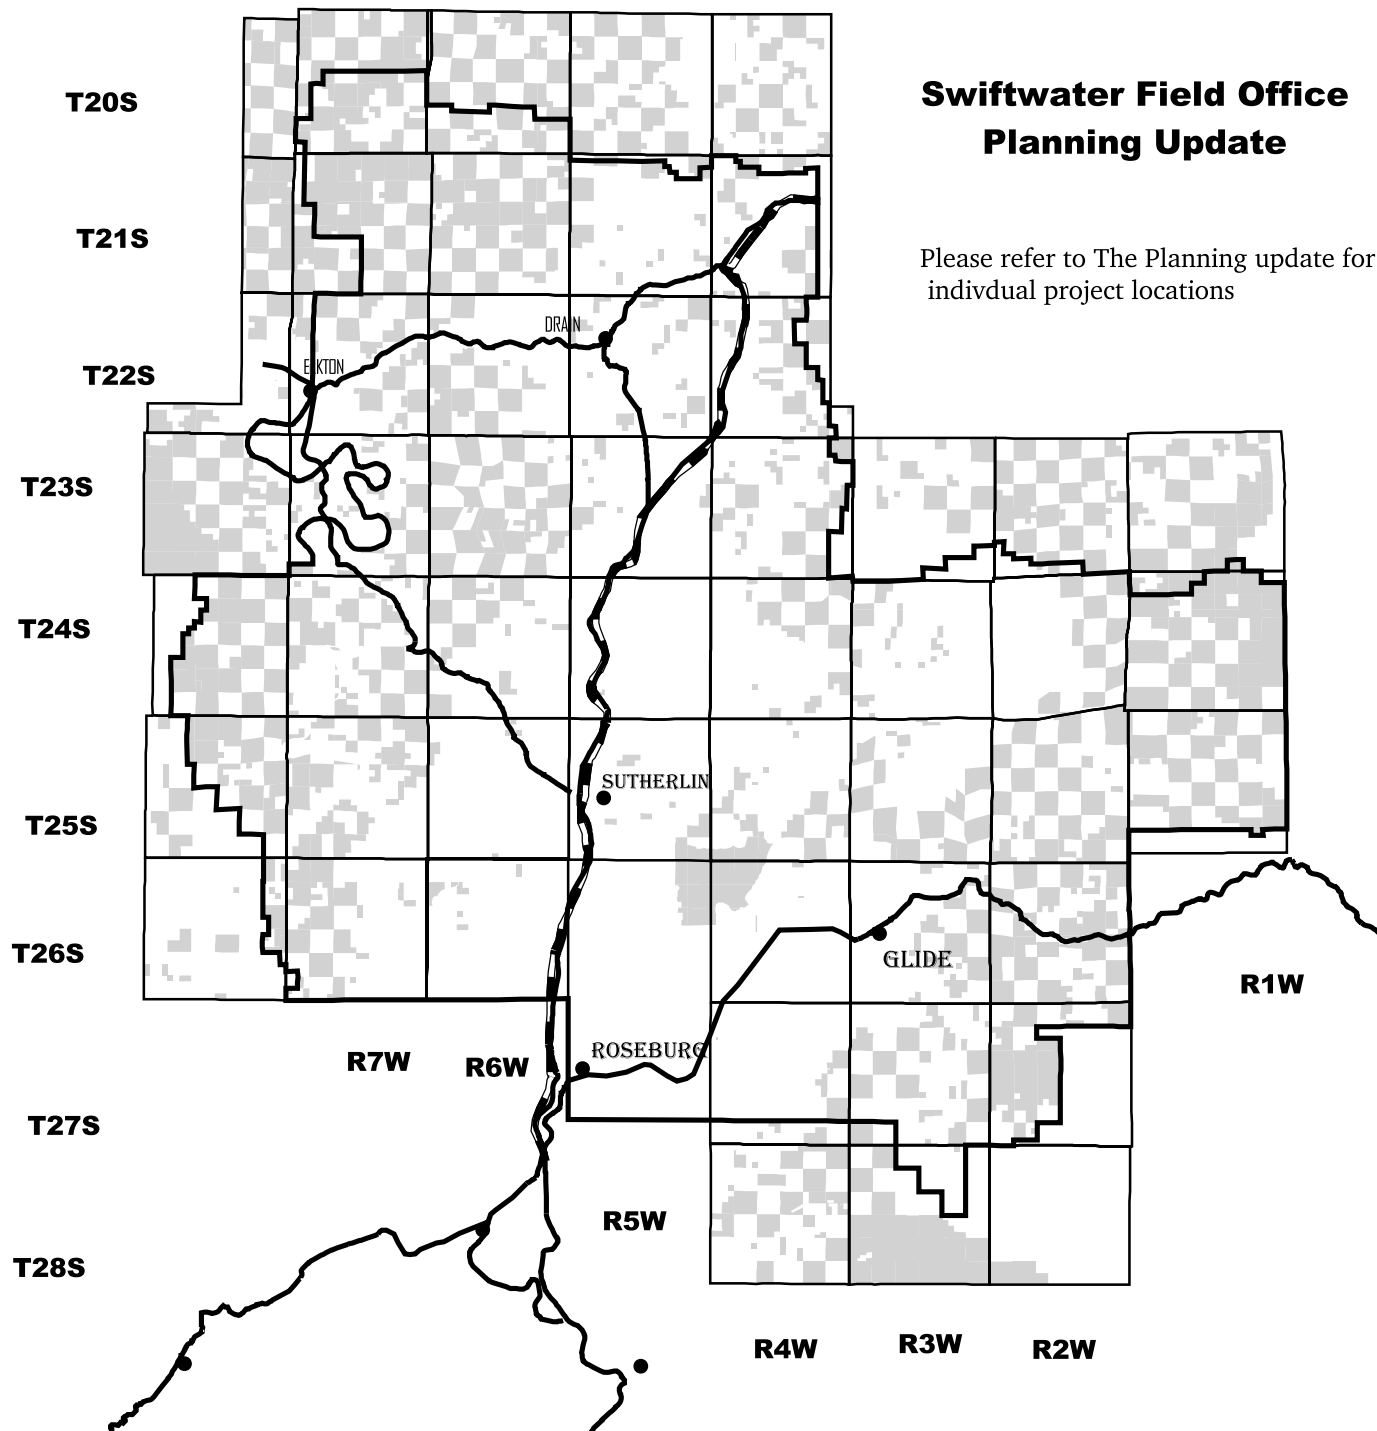 Swiftwater Field Office
Planning Update
T20S
T21S
Please refer to The Planning update for
indivdual project locations
DRAIN
ELKTON
T22S
T23S
T24S
SUTHERLIN
T25S
T26S
GLIDE
R1W
ROSEBURG
R7W
R6W
T27S
R5W
T28S
R4W
R3W
R2W